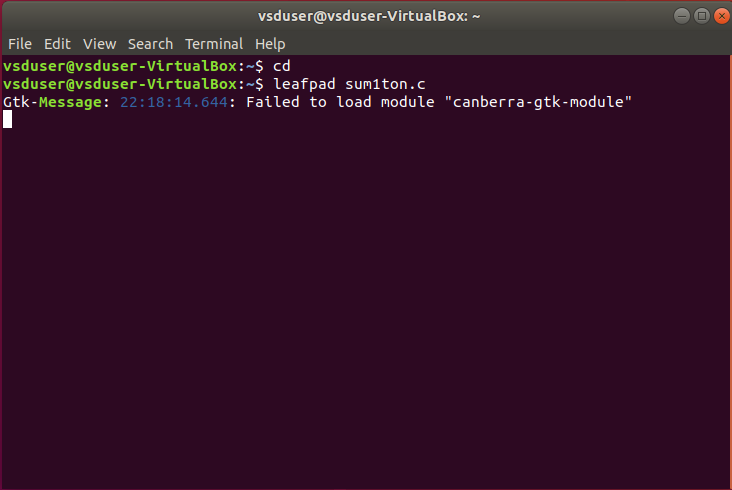 vsduser@vsduser-VirtualBox: ~
File Edit View Search Terminal Help
vsduser@vsduser-VirtualBox:~$ cd
vsduser@vsduser-VirtualBox:~$ leafpad sum1ton.c
Gtk-Message: 22:18:14.644: Failed to load module "canberra-gtk-module"